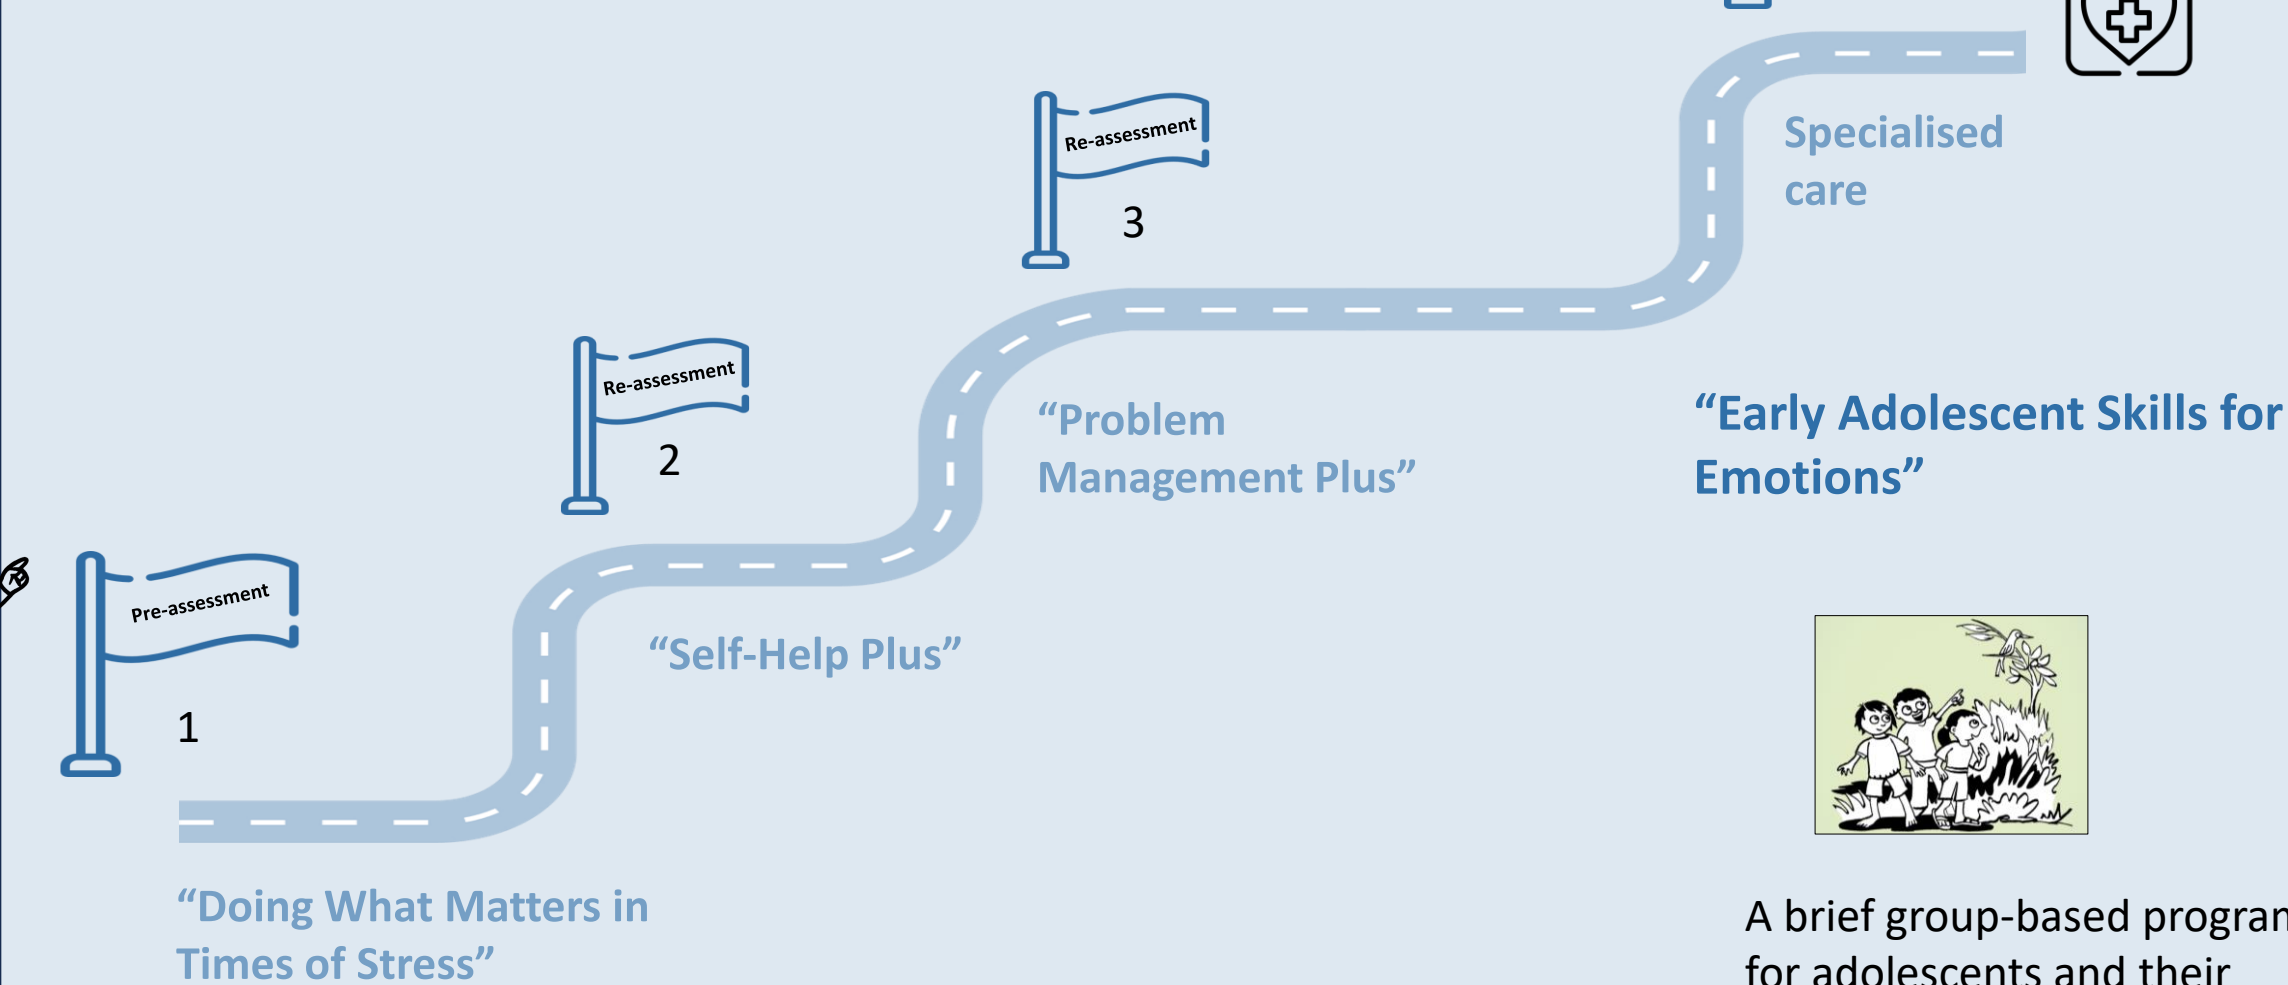 Re-assessment
3
Specialised
care
Re-assessment
2
“Problem
Management Plus”
“Early Adolescent Skills for
Emotions”
Pre-assessment
1
“Self-Help Plus”
“Doing What Matters in
Times of Stress”
A brief group-based program
for adolescents and their